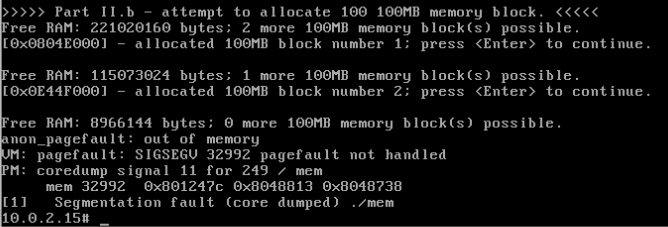 >>>>> Part II.b - attempt to allocate 100 100MB memory block. <<<<<
Free RAM: 221020160 bytes; 2 more 100MB memory block(s) possible.
[0x0804E000] - allocated 100MB block number 1; press <Enter> to continue.
Free RAM: 115073024 bytes; 1 more 100MB memory block(s) possible.
[0x0E44F000] - allocated 100MB block number 2; press <Enter> to continue.
Free RAM: 8966144 bytes; 0 more 100MB memory block(s) possible.
anon_pagefault: out of memory
VM: pagefault: SIGSEGV 32992 pagefault not handled
PM: coredump signal 11 for 249 / mem
mem 32992 0x801247c 0x8048813 0x8048738
[1] Segmentation fault (core dumped) ./mem
10.0.2.15# _